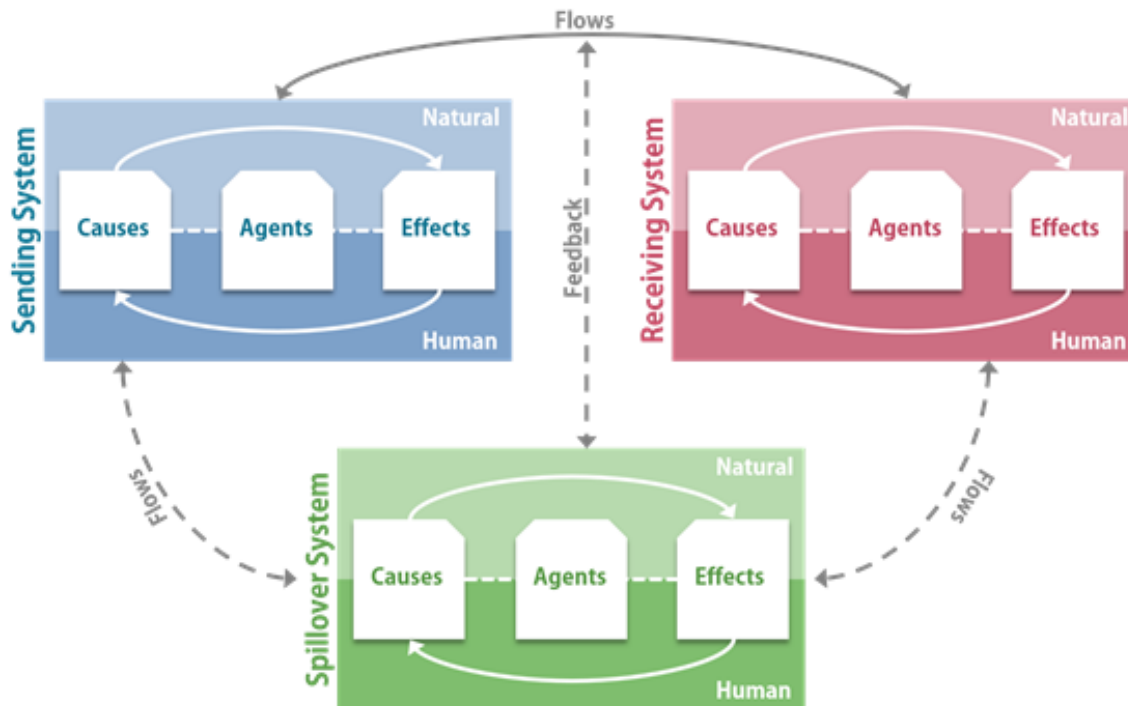 Flows
Sending System
Natural
Causes
Agents
Effects
Human
Feedback
Receiving System
Natural
Causes
Agents
Effects
Human
Flows
Flows
Spillover System
Natural
Causes
Agents
Effects
Human